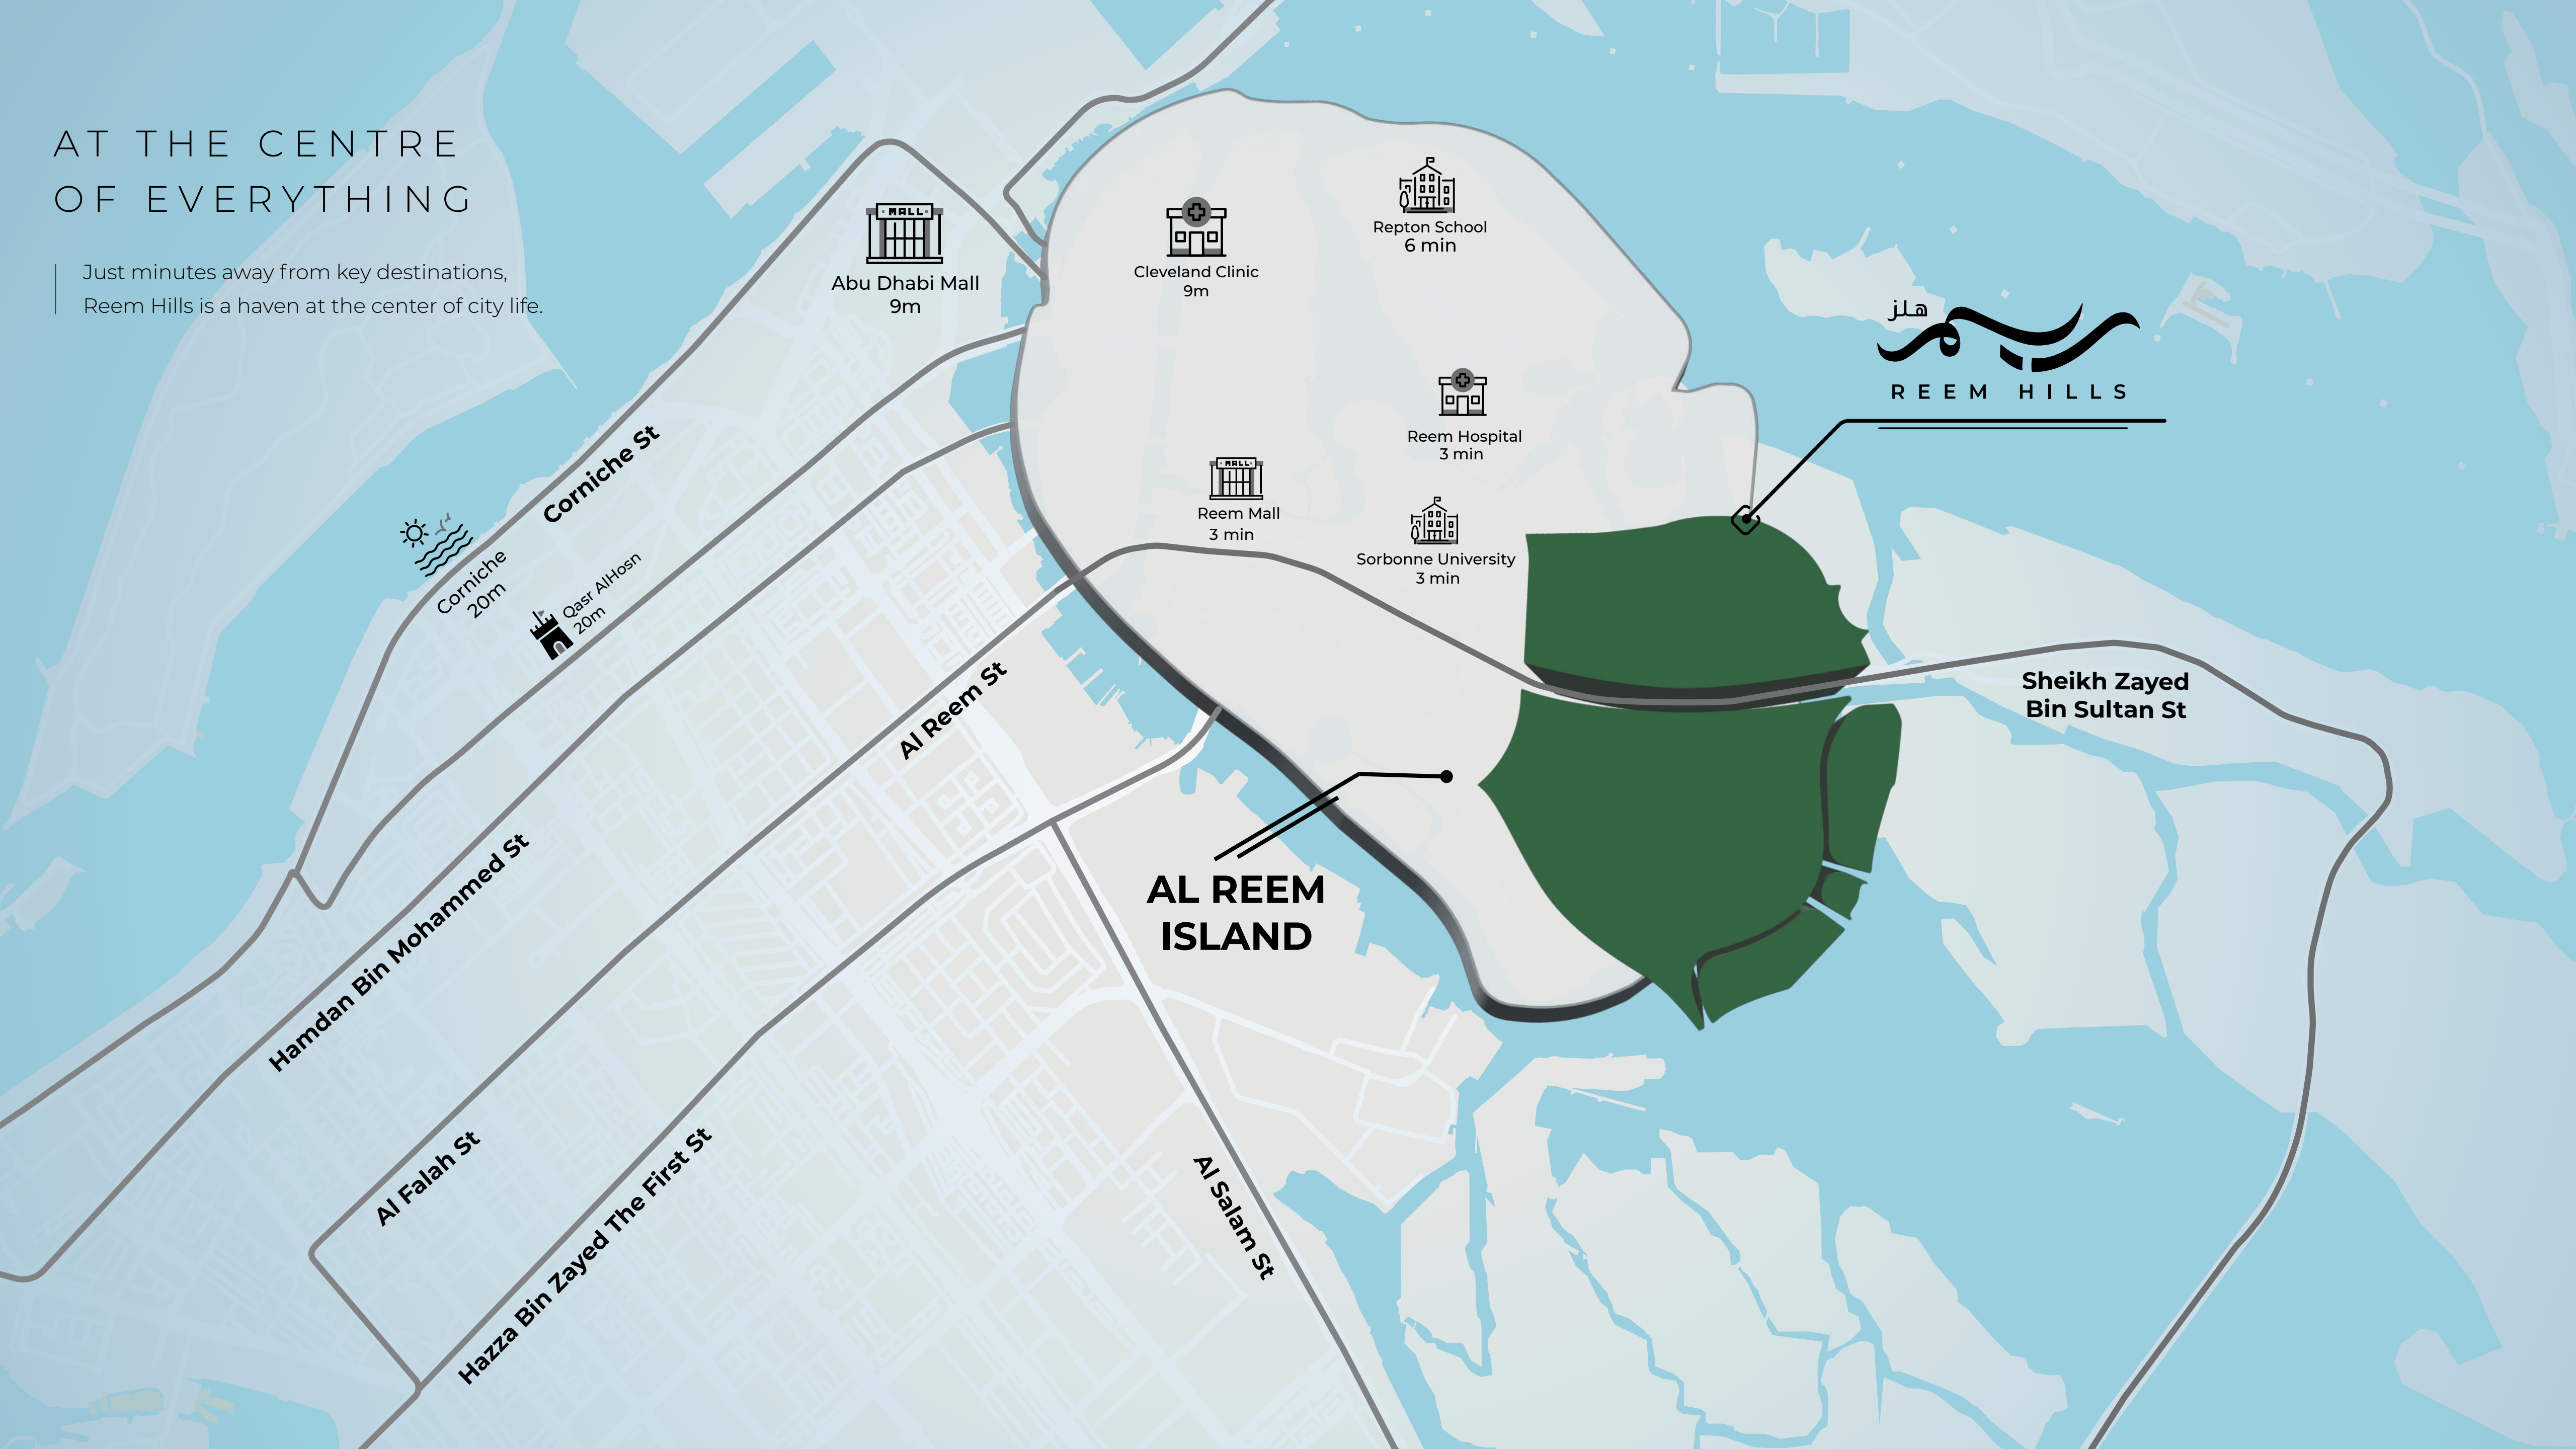 AT THE CENTRE
OF EVERYTHING
Just minutes away from key destinations,
Reem Hills is a haven at the center of city life.
MALL
Abu Dhabi Mall
9m
Cleveland Clinic
9m
Repton School
6 min
هلز
ريم
REEM HILLS
Reem Hospital
3 min
MALL
Reem Mall
3 min
Sorbonne University
3 min
Corniche St
Corniche
20m
Qasr AlHosn
20m
Al Reem St
Sheikh Zayed
Bin Sultan St
AL REEM
ISLAND
Hamdan Bin Mohammed St
Al Falah St
Hazza Bin Zayed The First St
Al Salam St